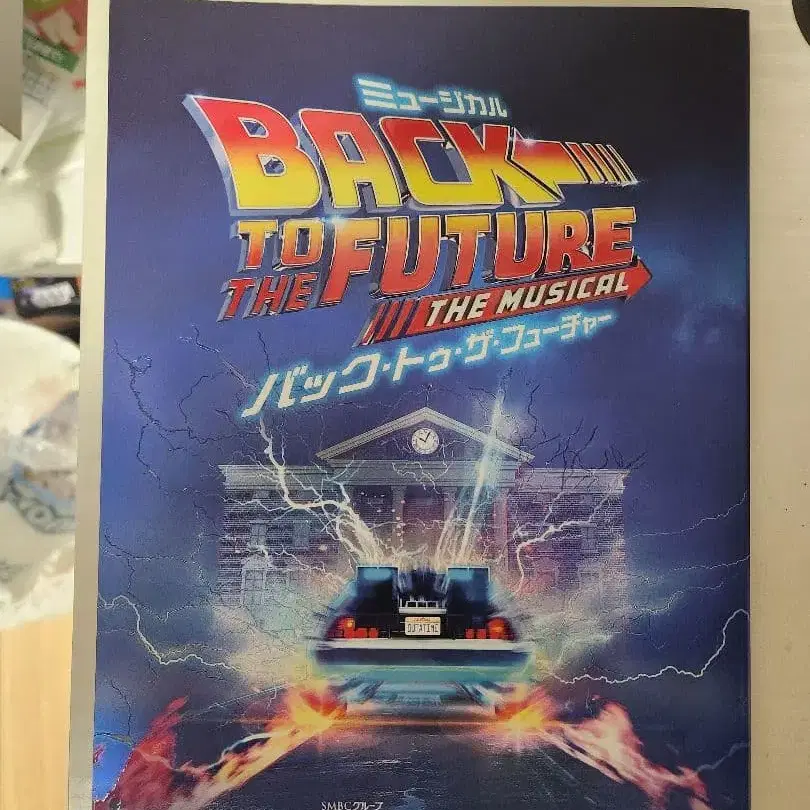 ミュージカル
BACK
TO
THE FUTURE
THE MUSICAL
バック・トゥ・ザ・フューチャー
OUTATIME
SMBCグループ